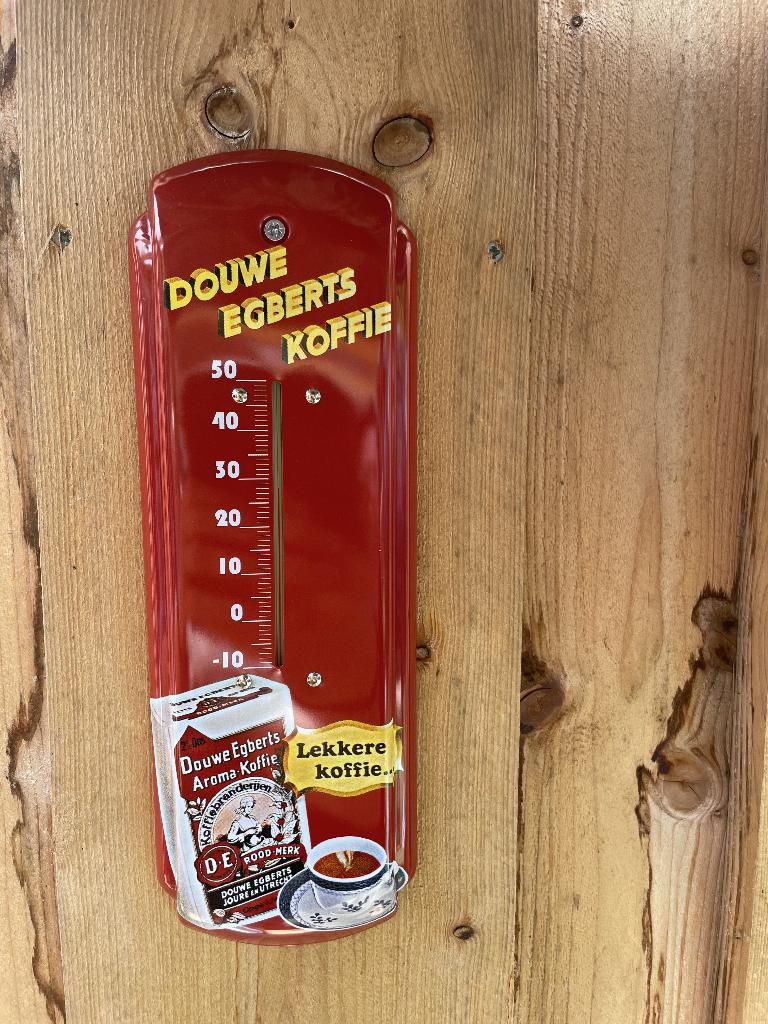 DOUWE
EGBERTS
KOFFIE
50
40
30
20
10
0
-10
Douwe Egberts
Aroma-Koffie
Koffiebranderijen
D·E
ROOD-MERK
DOUWE EGBERTS
JOURE EN UTRECHT
Lekkere
koffie..